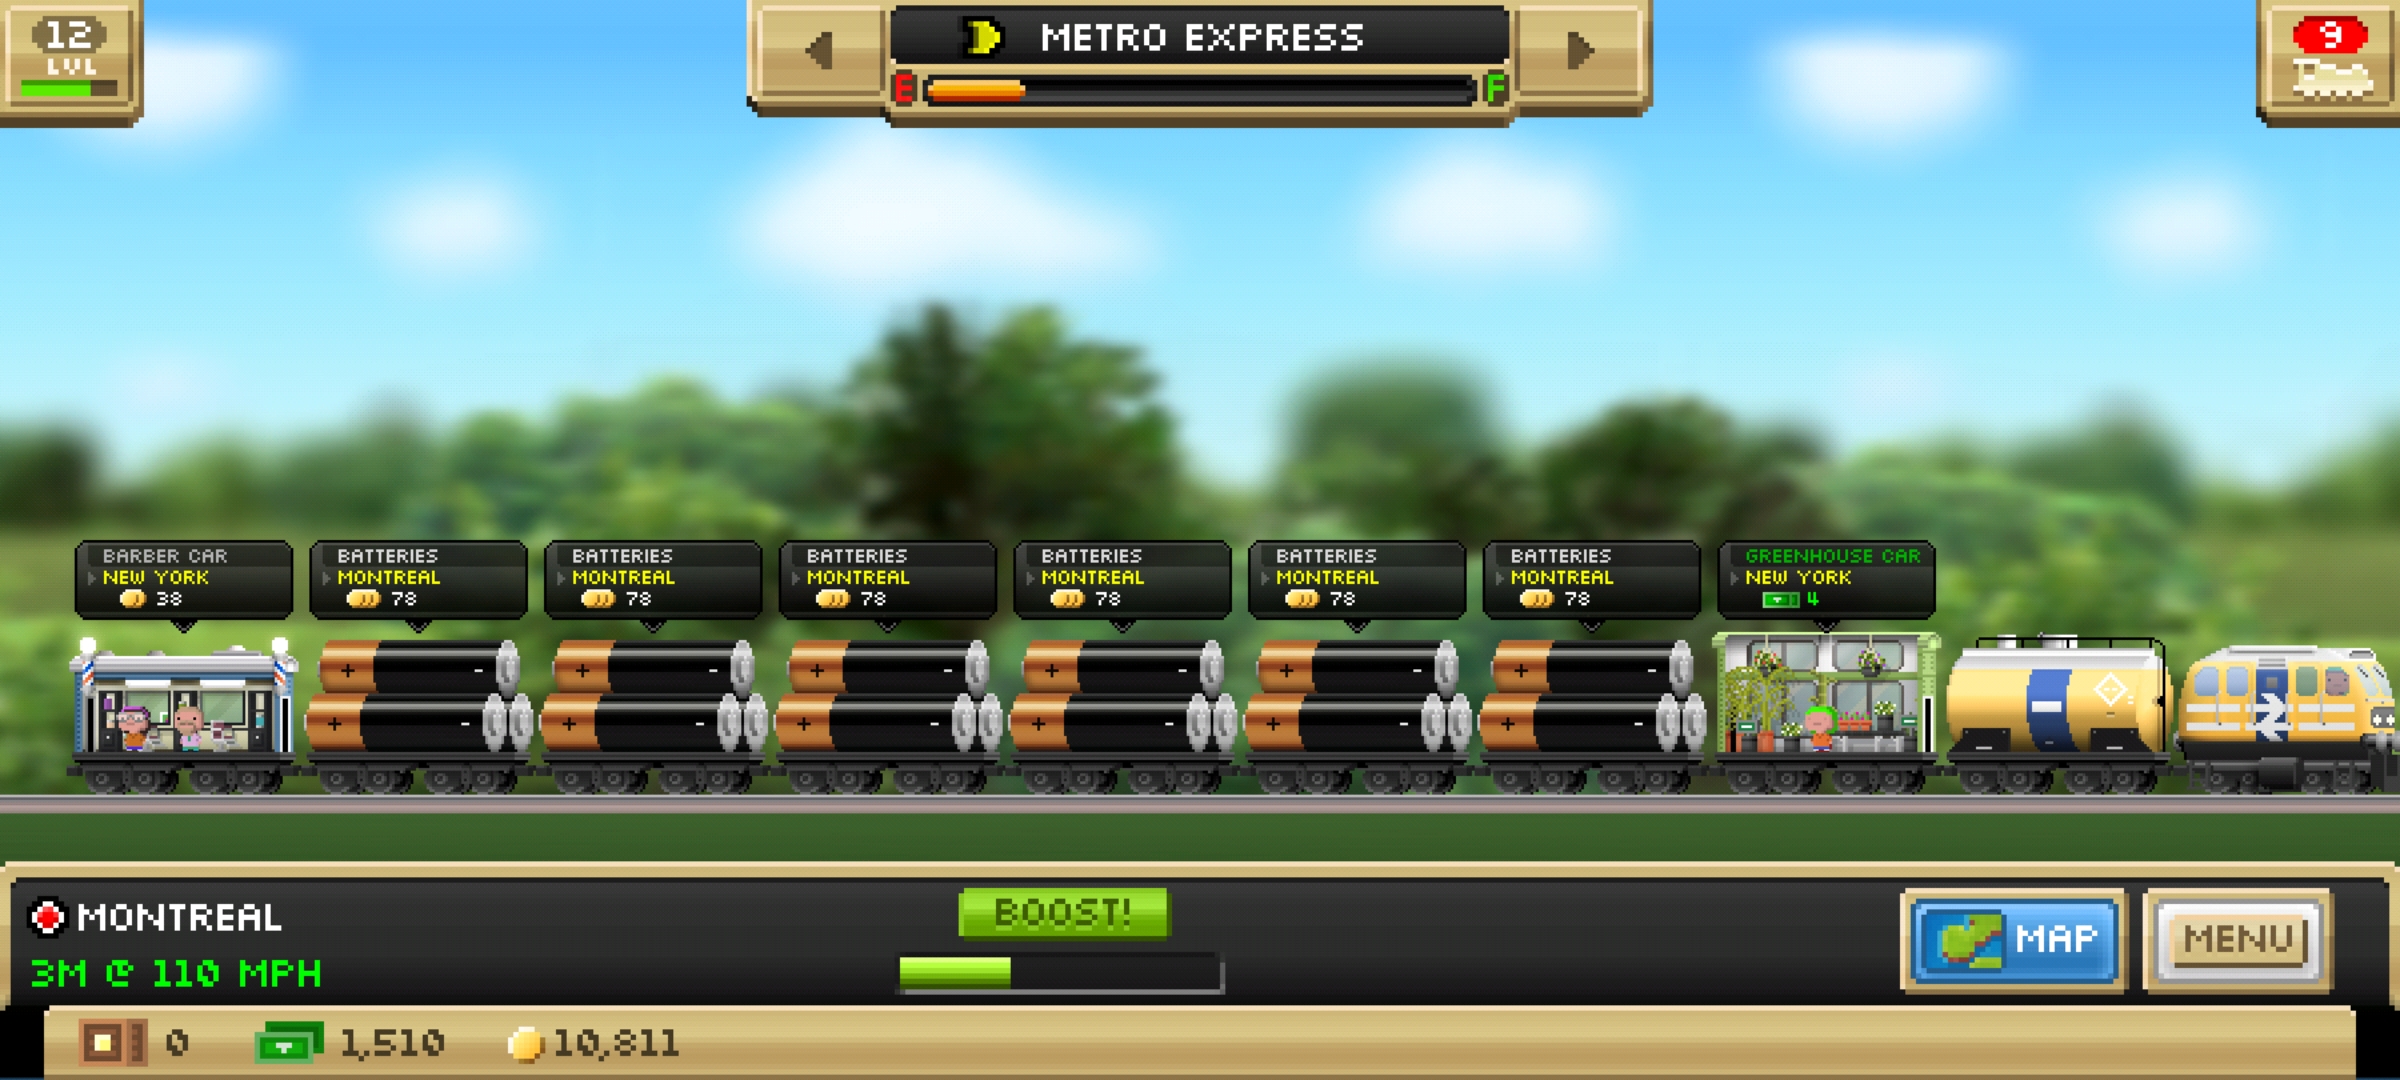 12
LVL
METRO EXPRESS
E F
9
BARBER CAR
NEW YORK
38
BATTERIES
MONTREAL
78
BATTERIES
MONTREAL
78
BATTERIES
MONTREAL
78
BATTERIES
MONTREAL
78
BATTERIES
MONTREAL
78
BATTERIES
MONTREAL
78
GREENHOUSE CAR
NEW YORK
4
+ -
+ -
+ -
+ -
+ -
+ -
+ -
+ -
+ -
+ -
+ -
+ -
MONTREAL
3M @ 110 MPH
BOOST!
MAP
MENU
0
1,510
10,811